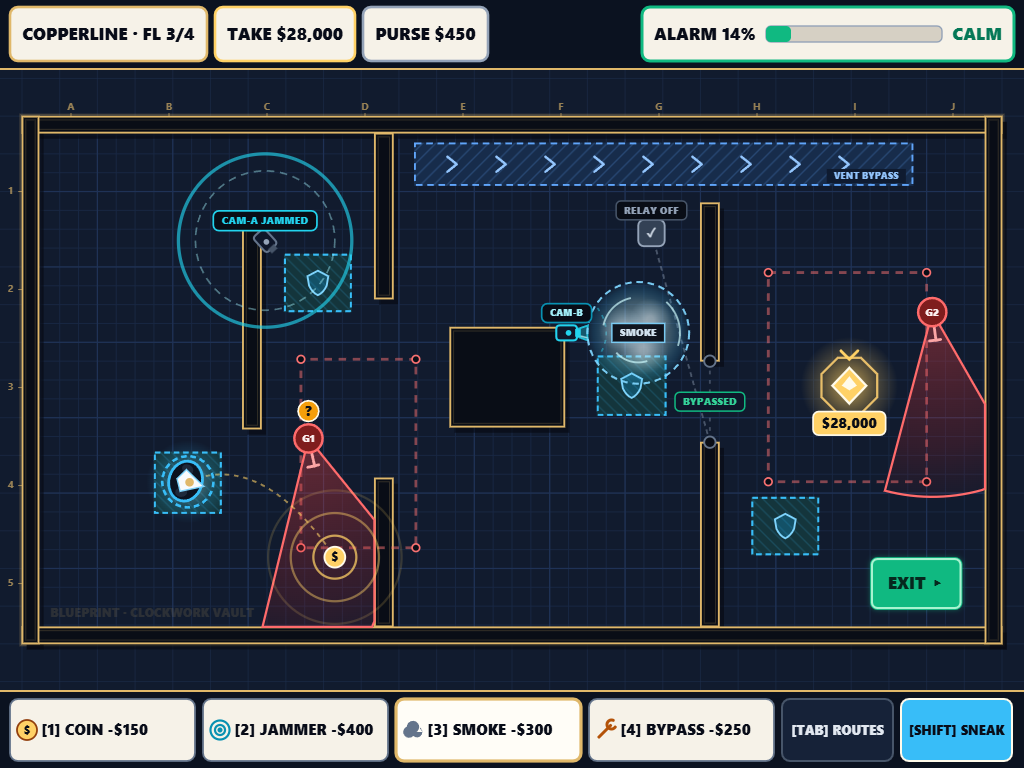 COPPERLINE · FL 3/4
TAKE $28,000
PURSE $450
ALARM 14%
CALM
A B C D E F G H I J
VENT BYPASS
1
RELAY OFF
✓
CAM-A JAMMED
2
CAM-B
SMOKE
G2
3
BYPASSED
$28,000
?
G1
4
$
5
EXIT ▸
BLUEPRINT · CLOCKWORK VAULT
$ [1] COIN -$150
[2] JAMMER -$400
[3] SMOKE -$300
[4] BYPASS -$250
[TAB] ROUTES
[SHIFT] SNEAK